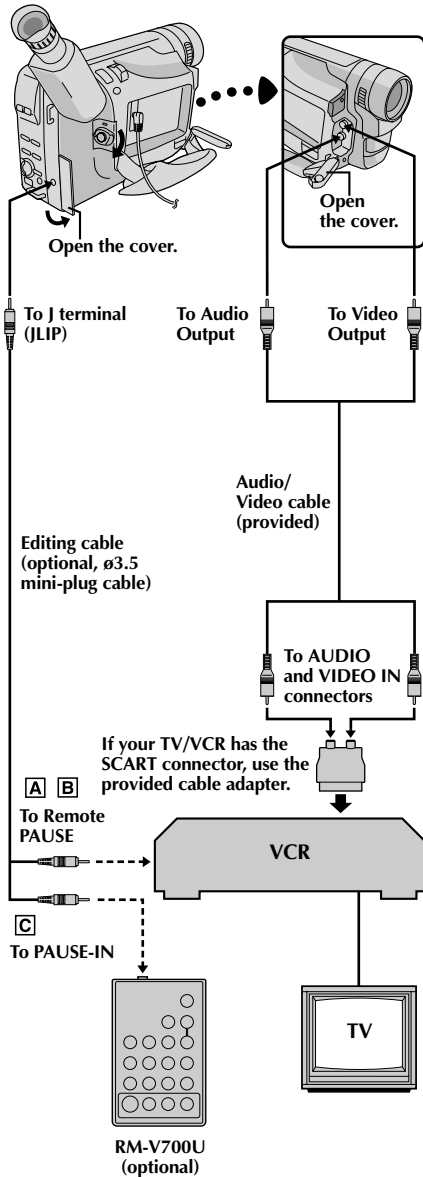 Open the cover.
Open
the cover.
To J terminal
(JLIP)
To Audio
Output
To Video
Output
Audio/
Video cable
(provided)
Editing cable
(optional, ø3.5
mini-plug cable)
To AUDIO
and VIDEO IN
connectors
If your TV/VCR has the
SCART connector, use the
provided cable adapter.
A B
To Remote
PAUSE
VCR
C
To PAUSE-IN
TV
RM-V700U
(optional)